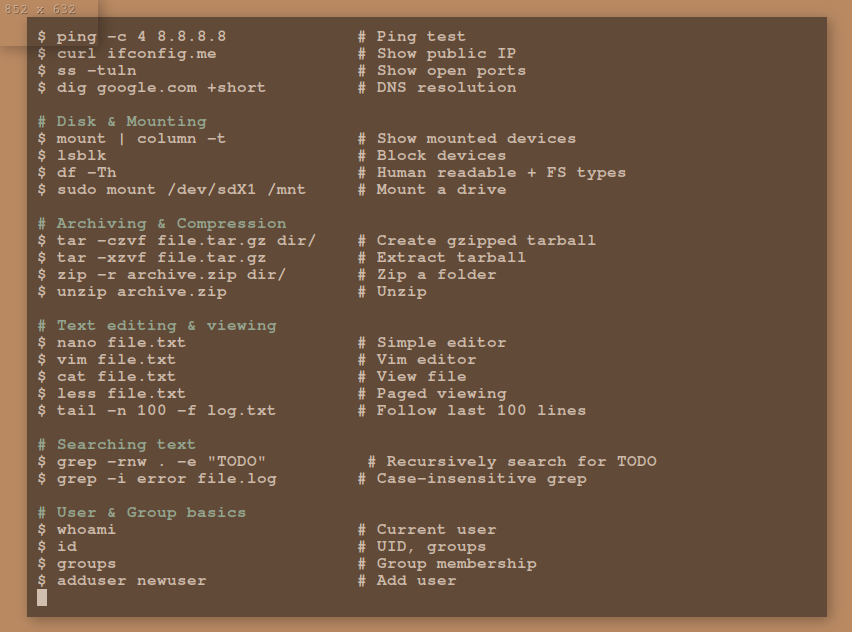 852 x 632
$ ping -c 4 8.8.8.8 # Ping test
$ curl ifconfig.me # Show public IP
$ ss -tuln # Show open ports
$ dig google.com +short # DNS resolution
# Disk & Mounting
$ mount | column -t # Show mounted devices
$ lsblk # Block devices
$ df -Th # Human readable + FS types
$ sudo mount /dev/sdX1 /mnt # Mount a drive
# Archiving & Compression
$ tar -czvf file.tar.gz dir/ # Create gzipped tarball
$ tar -xzvf file.tar.gz # Extract tarball
$ zip -r archive.zip dir/ # Zip a folder
$ unzip archive.zip # Unzip
# Text editing & viewing
$ nano file.txt # Simple editor
$ vim file.txt # Vim editor
$ cat file.txt # View file
$ less file.txt # Paged viewing
$ tail -n 100 -f log.txt # Follow last 100 lines
# Searching text
$ grep -rnw . -e "TODO" # Recursively search for TODO
$ grep -i error file.log # Case-insensitive grep
# User & Group basics
$ whoami # Current user
$ id # UID, groups
$ groups # Group membership
$ adduser newuser # Add user